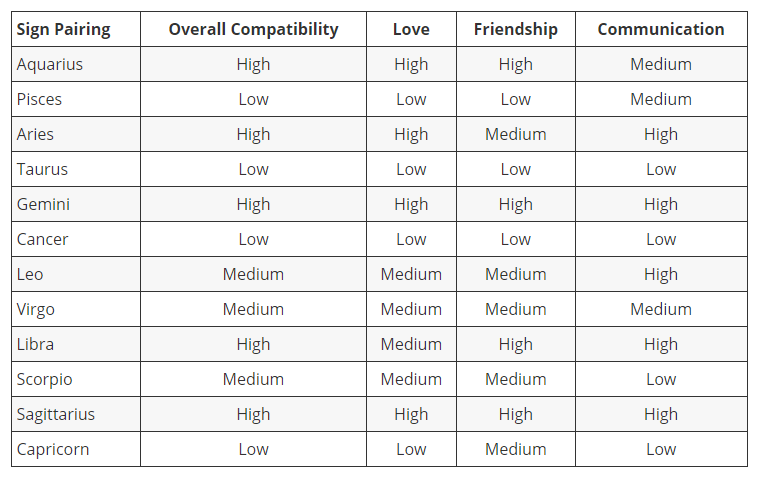 Sign Pairing Overall Compatibility Love Friendship Communication
Aquarius High High High Medium
Pisces Low Low Low Medium
Aries High High Medium High
Taurus Low Low Low Low
Gemini High High High High
Cancer Low Low Low Low
Leo Medium Medium Medium High
Virgo Medium Medium Medium Medium
Libra High Medium High High
Scorpio Medium Medium Medium Low
Sagittarius High High High High
Capricorn Low Low Medium Low